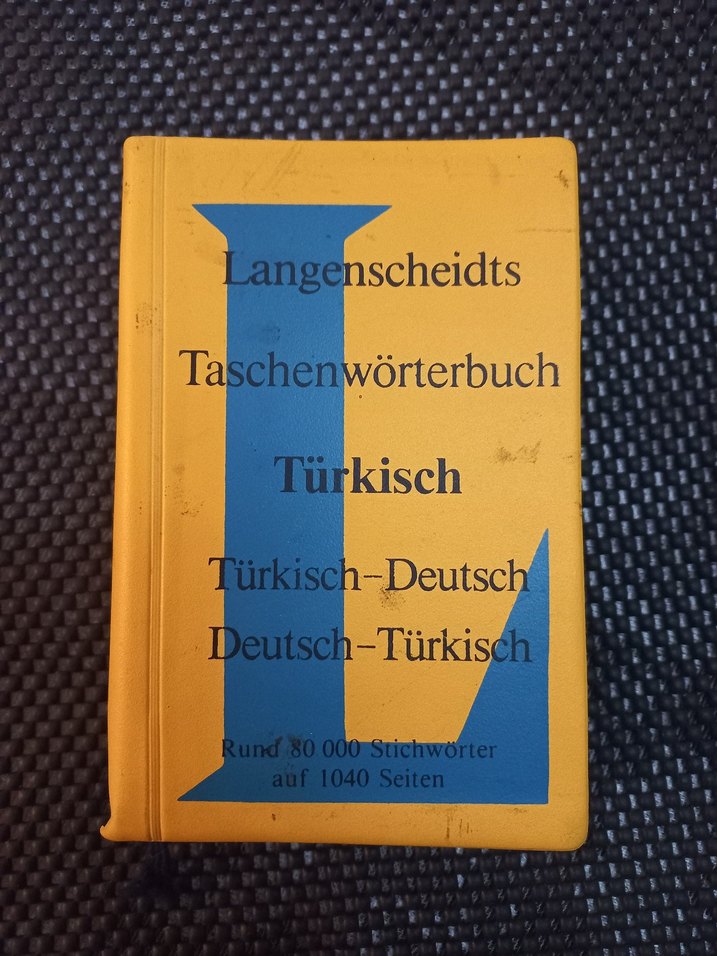 Langenscheidts
Taschenwörterbuch
Türkisch
Türkisch–Deutsch
Deutsch–Türkisch
Rund 80 000 Stichwörter
auf 1040 Seiten